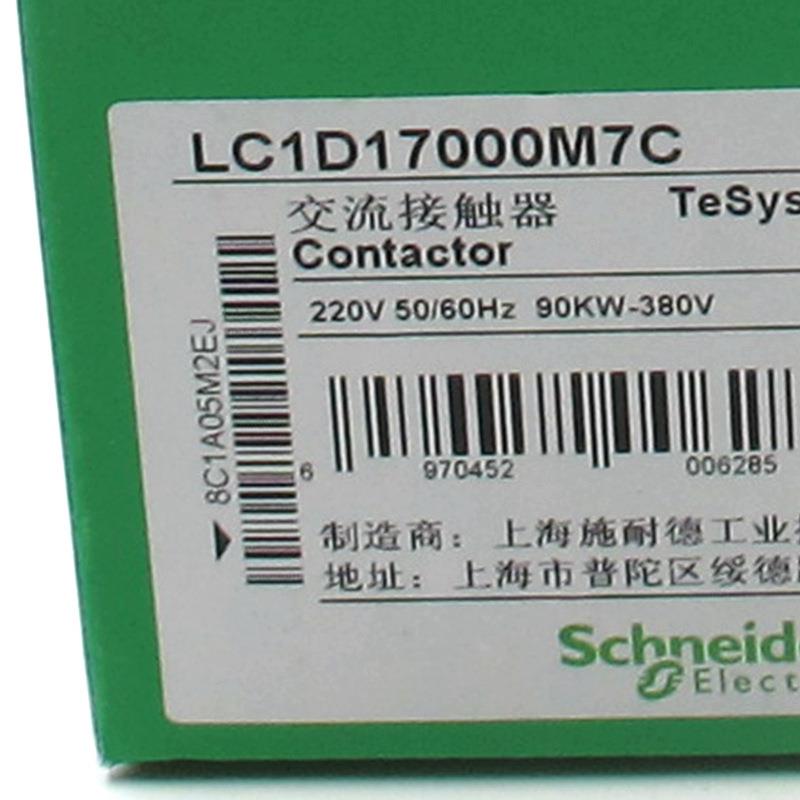 LC1D17000M7C
交流接触器 TeSys
Contactor
220V 50/60Hz 90KW-380V
8C1A05M2EJ
6 970452 006285
制造商：上海施耐德工业
地址：上海市普陀区绥德
Schneid
Elect